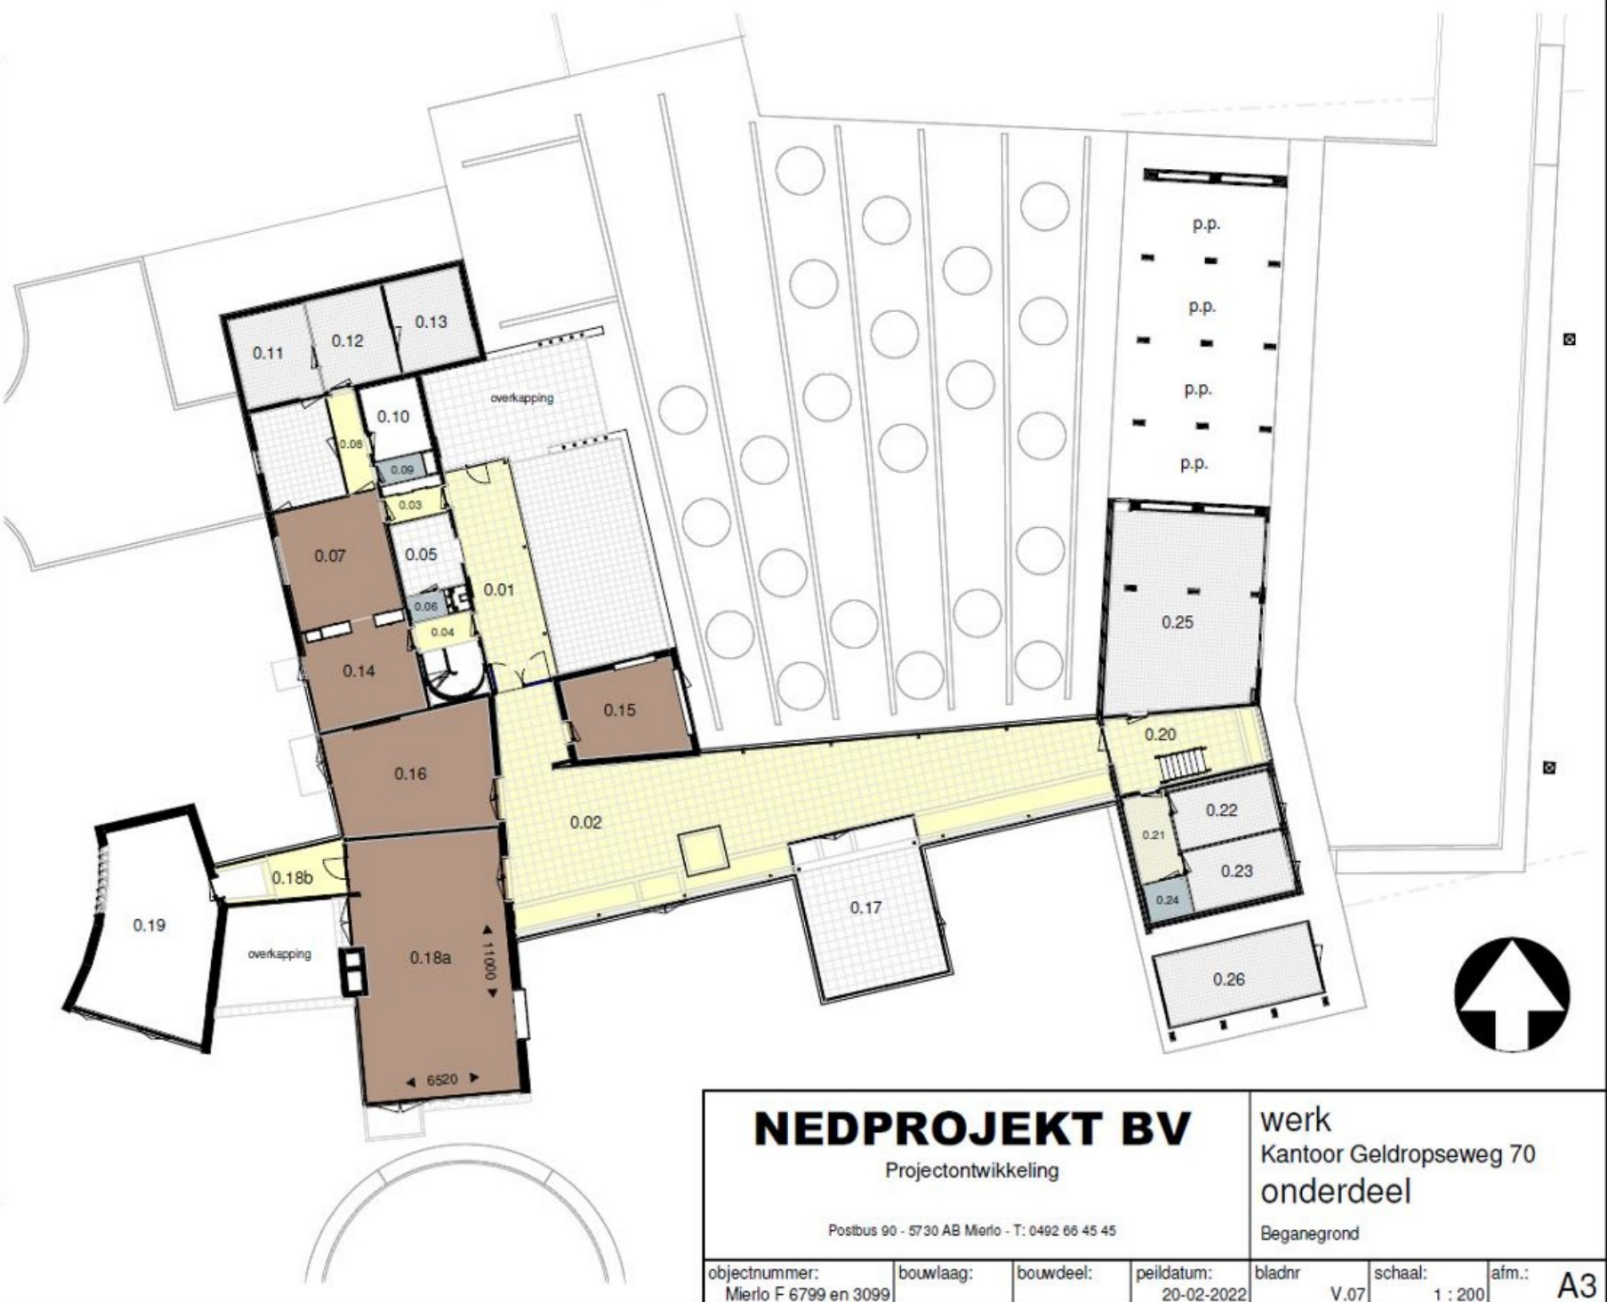 p.p.
p.p.
p.p.
p.p.
0.13
0.12
0.11
overkapping
0.10
0.08
0.09
0.03
0.07
0.05
0.01
0.06
0.04
0.14
0.25
0.15
0.20
0.16
0.02
0.22
0.21
0.23
0.18b
0.24
0.17
0.19
overkapping
0.18a
11000
0.26
6520
NEDPROJEKT BV
Projectontwikkeling
Postbus 90 - 5730 AB Mierlo - T: 0492 66 45 45
werk
Kantoor Geldropseweg 70
onderdeel
Beganegrond
objectnummer:
Mierlo F 6799 en 3099
bouwlaag:
bouwdeel:
peildatum:
20-02-2022
bladnr
V.07
schaal:
1 : 200
afm.:
A3